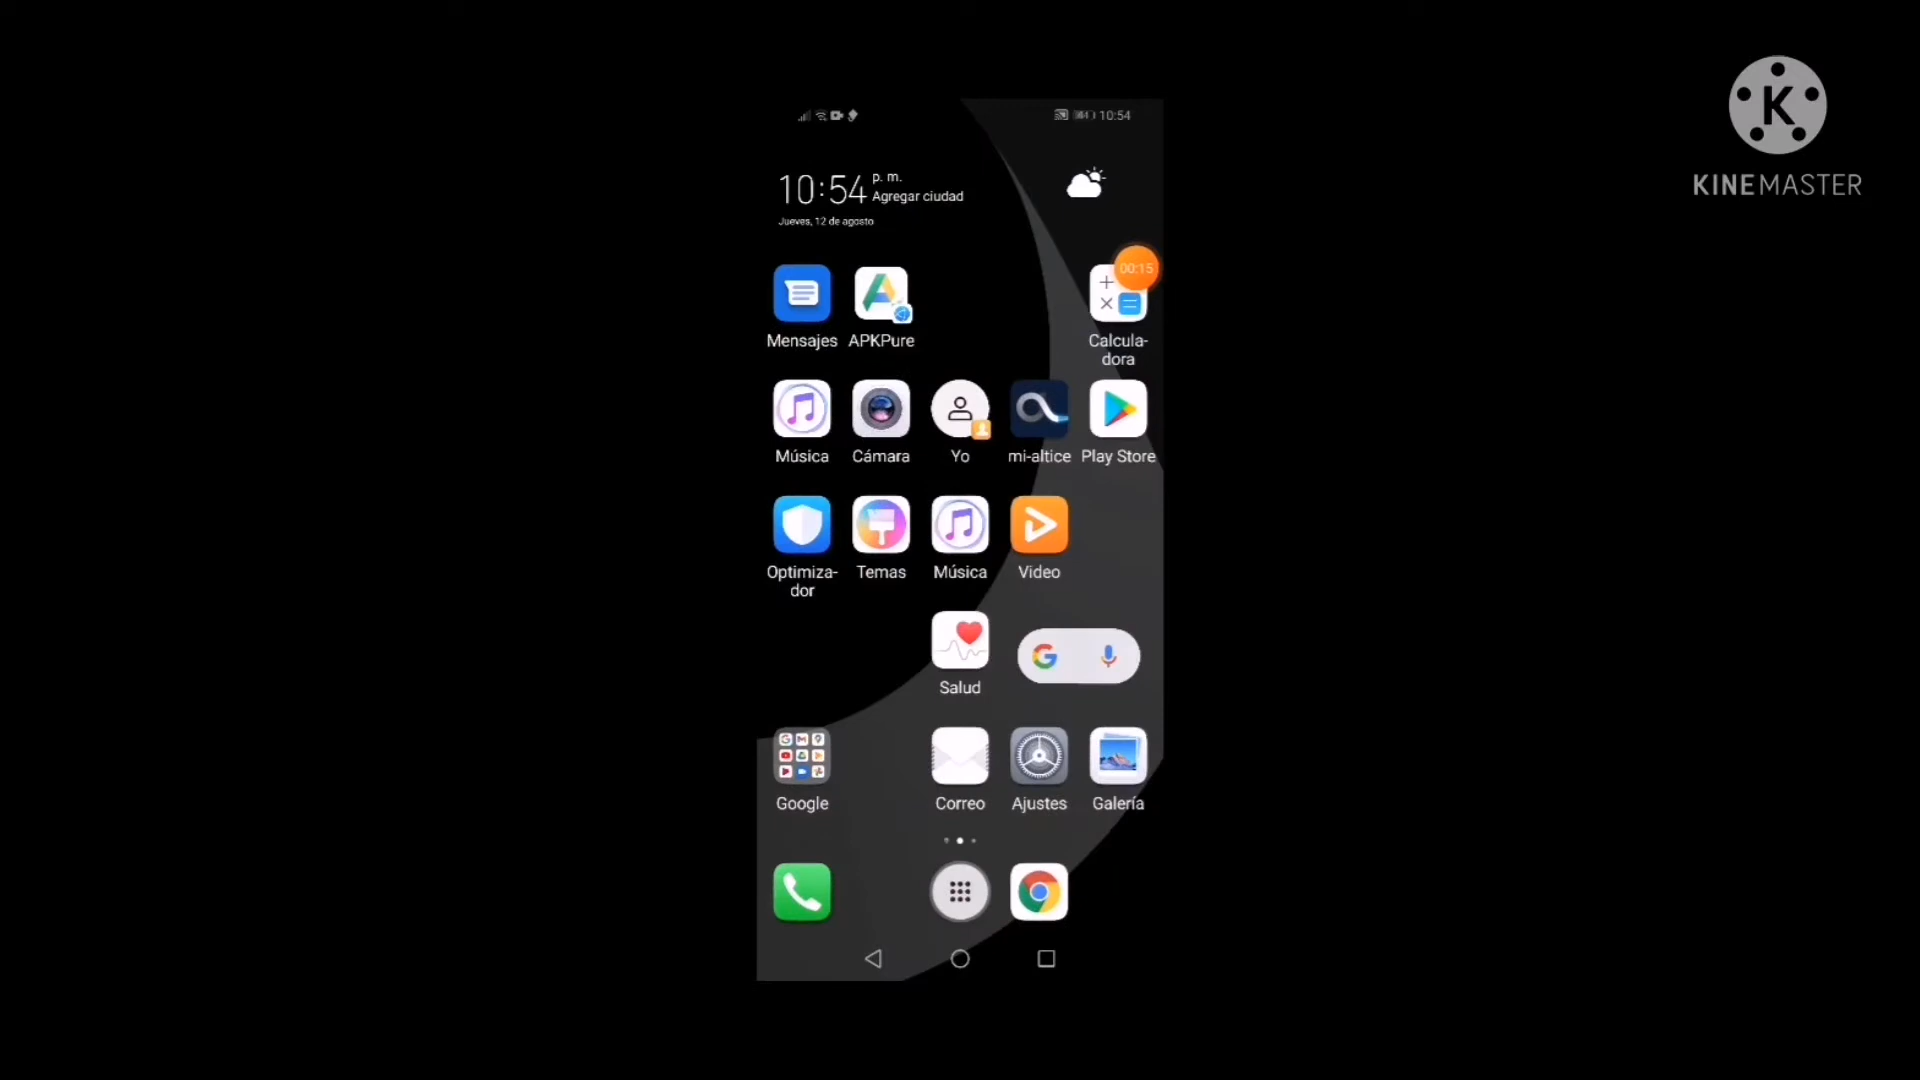 10:54
K
KINEMASTER
10:54 p. m.
Agregar ciudad
Jueves, 12 de agosto
00:15
Mensajes APKPure Calcula-
dora
Música Cámara Yo mi-altice Play Store
Optimiza-
dor Temas Música Video
Salud
Google Correo Ajustes Galería